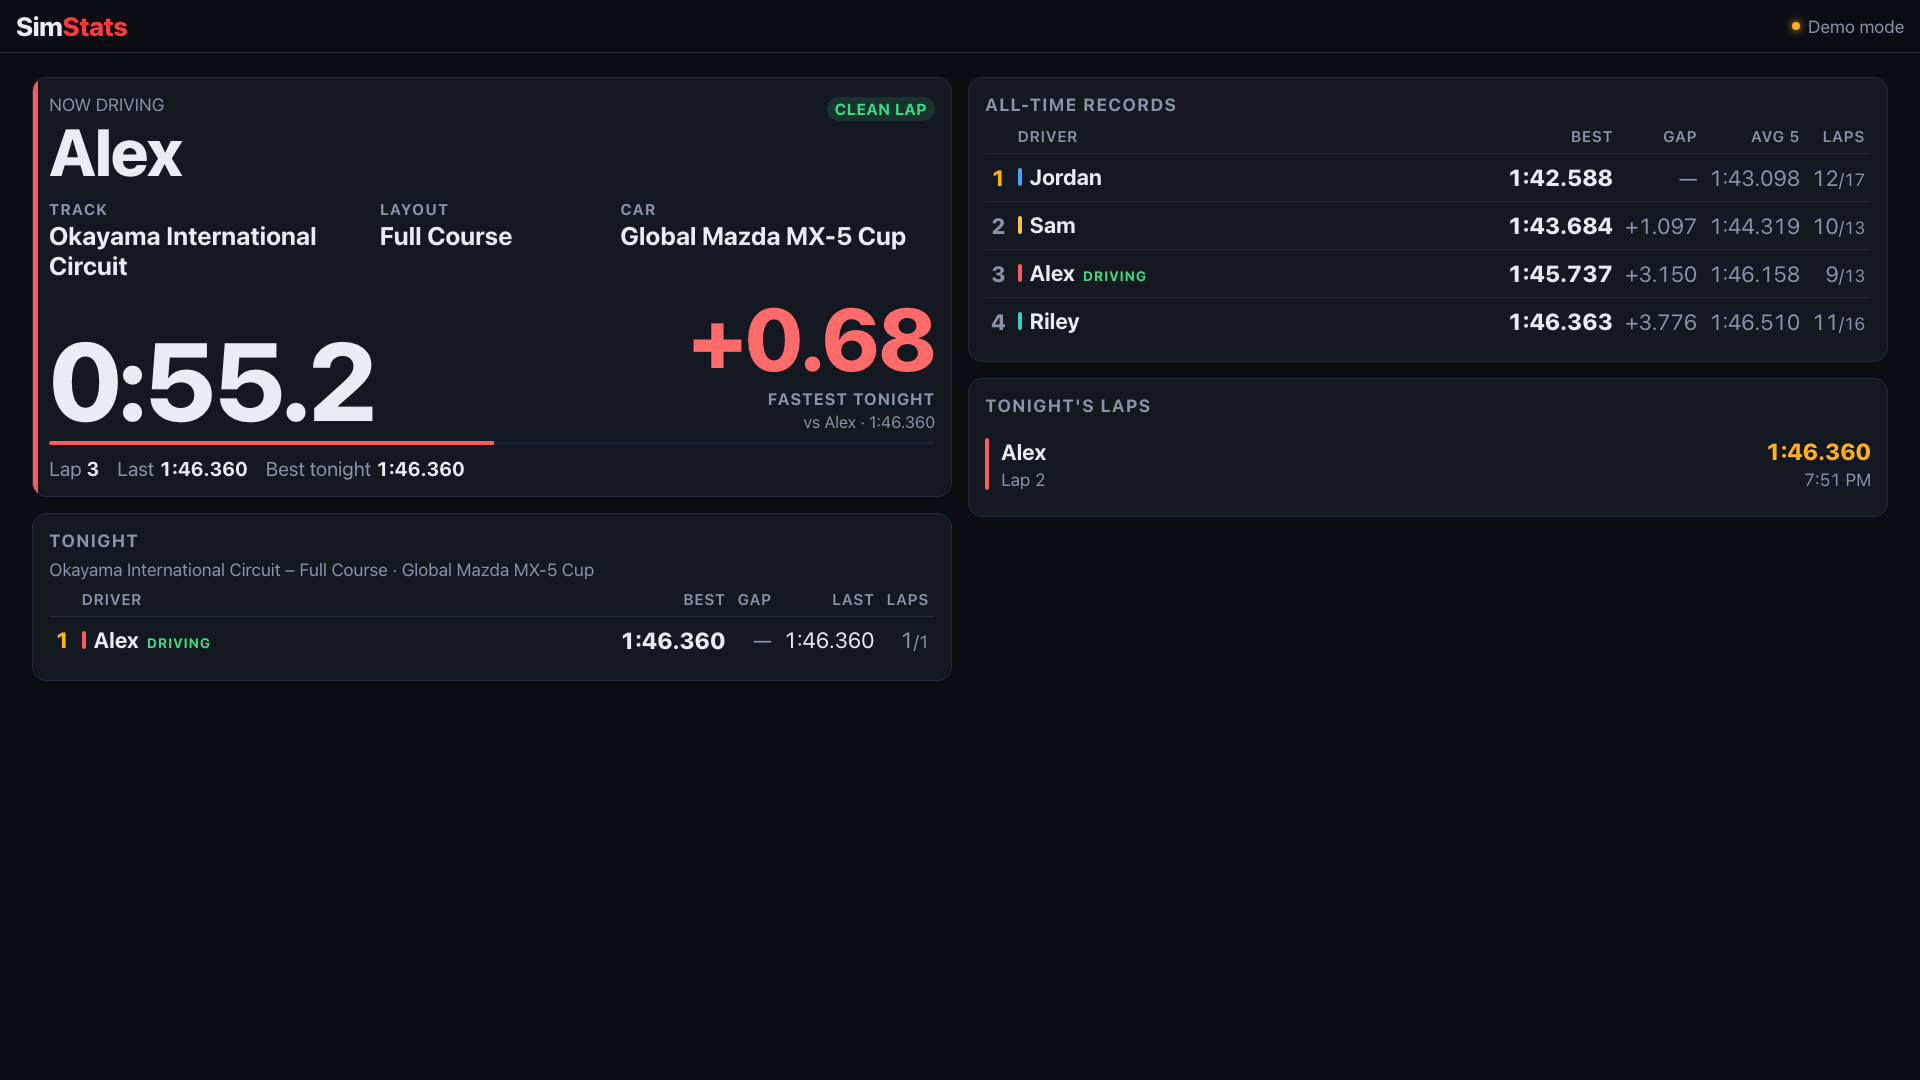 SimStats
Demo mode
NOW DRIVING
CLEAN LAP
Alex
TRACK
Okayama International
Circuit
LAYOUT
Full Course
CAR
Global Mazda MX-5 Cup
0:55.2
+0.68
FASTEST TONIGHT
vs Alex · 1:46.360
Lap 3 Last 1:46.360 Best tonight 1:46.360
TONIGHT
Okayama International Circuit – Full Course · Global Mazda MX-5 Cup
DRIVER BEST GAP LAST LAPS
1 Alex DRIVING 1:46.360 — 1:46.360 1/1
ALL-TIME RECORDS
DRIVER BEST GAP AVG 5 LAPS
1 Jordan 1:42.588 — 1:43.098 12/17
2 Sam 1:43.684 +1.097 1:44.319 10/13
3 Alex DRIVING 1:45.737 +3.150 1:46.158 9/13
4 Riley 1:46.363 +3.776 1:46.510 11/16
TONIGHT'S LAPS
Alex 1:46.360
Lap 2 7:51 PM